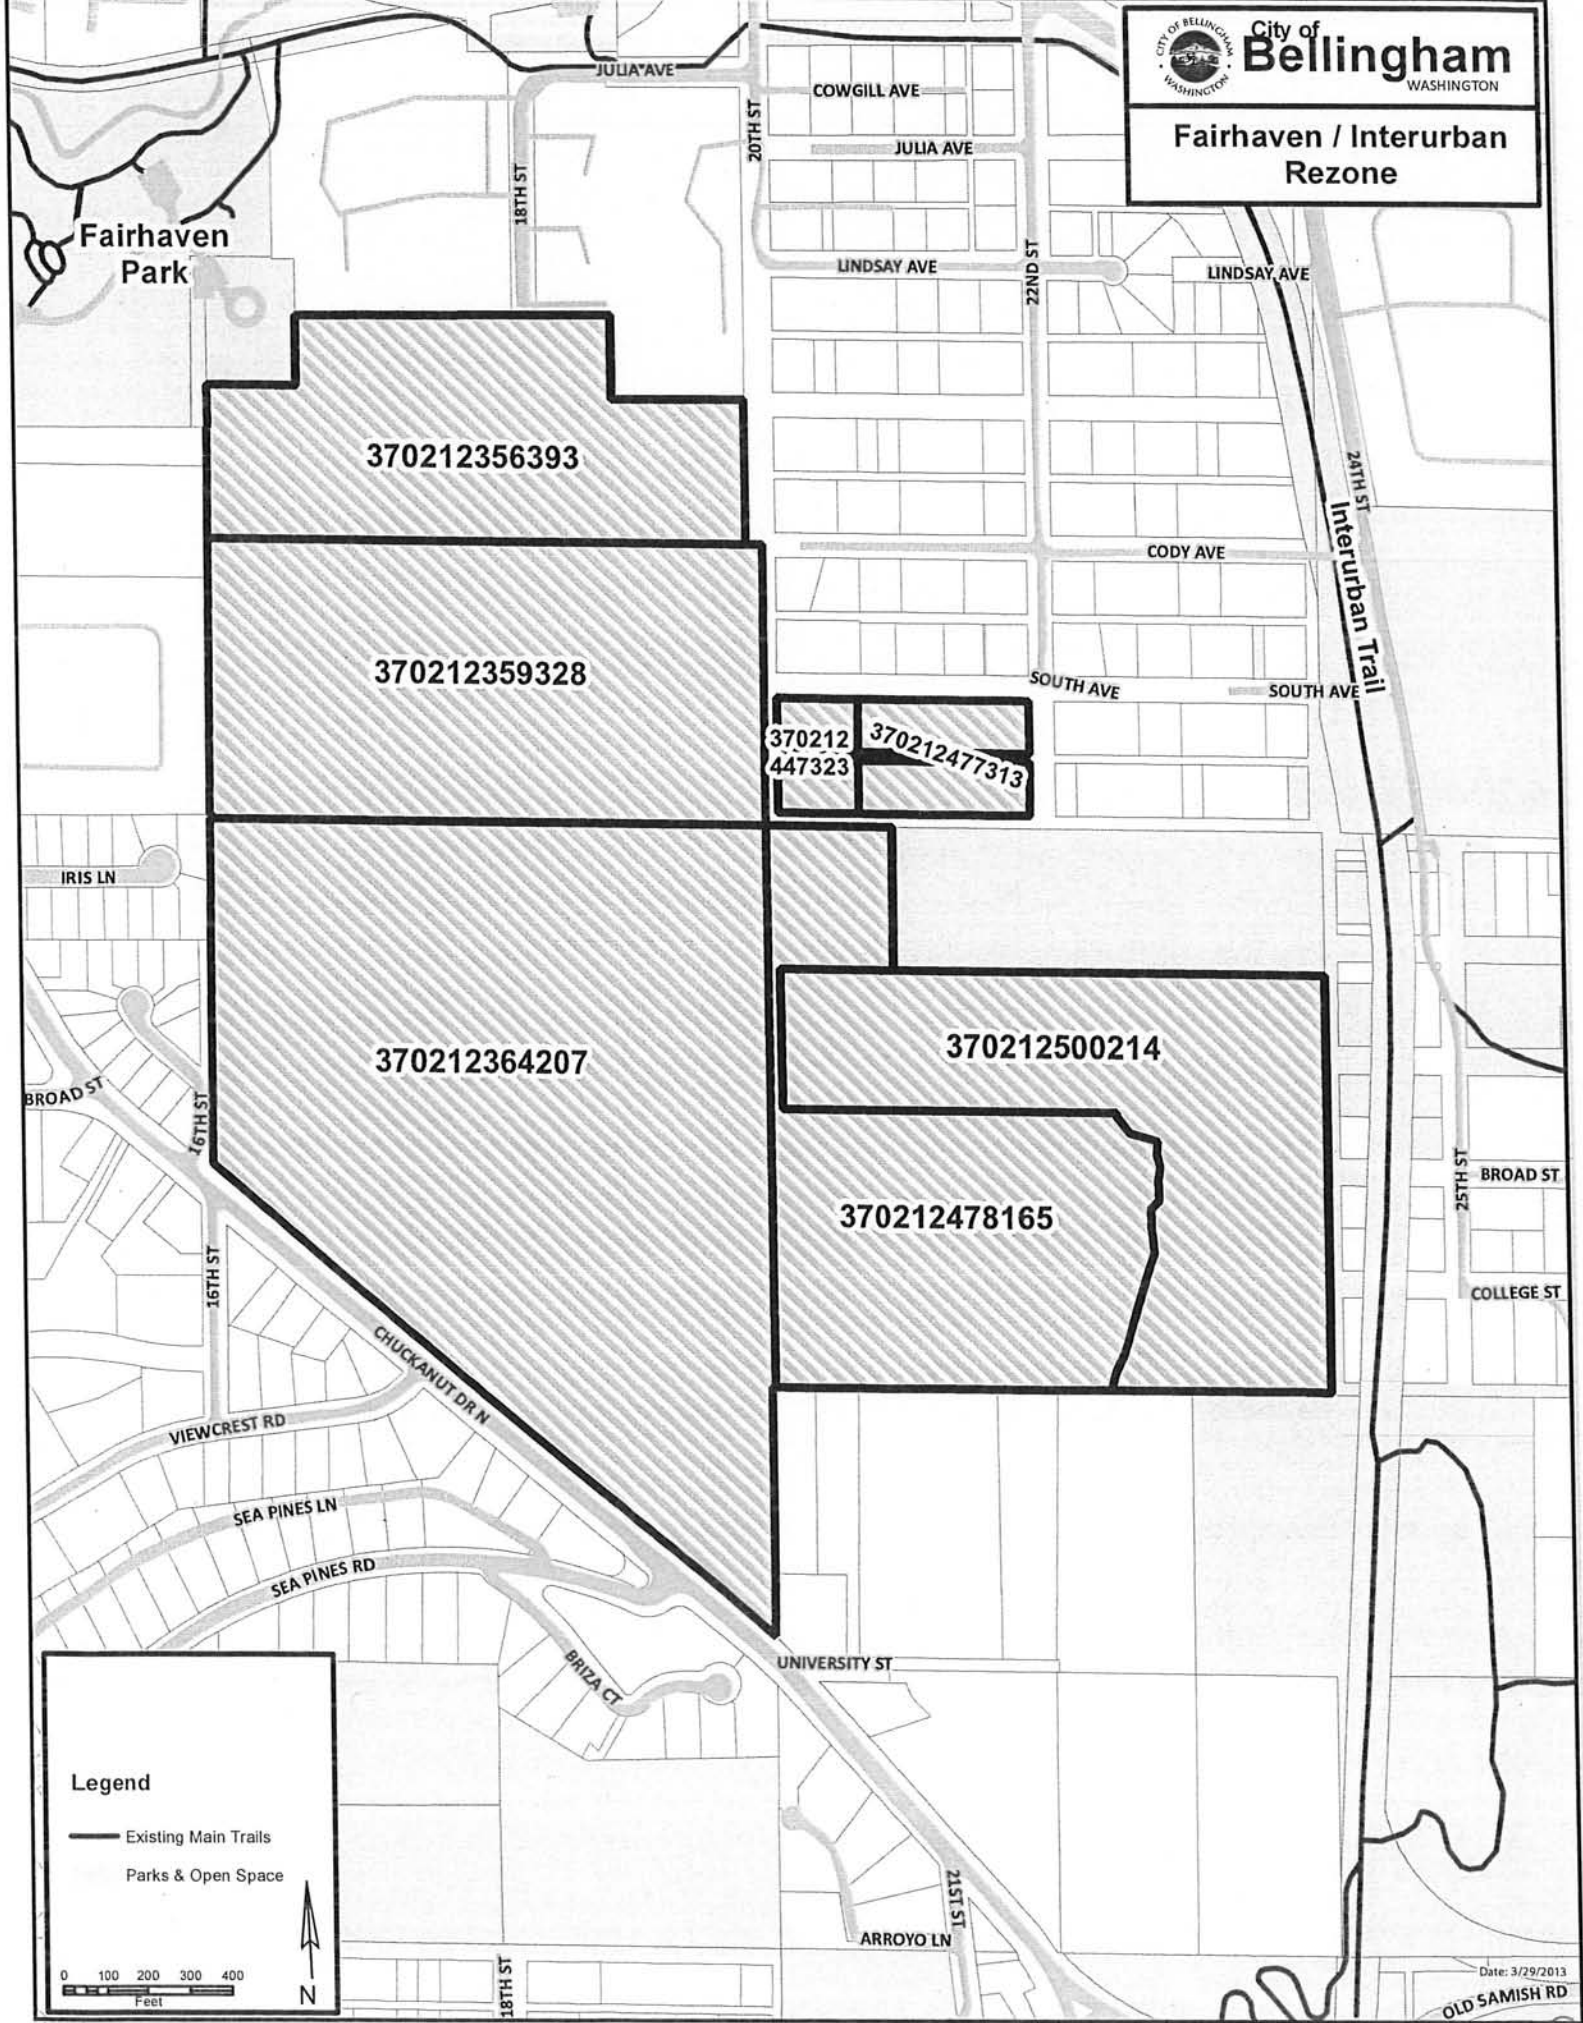 CITY OF BELLINGHAM
WASHINGTON
City of
Bellingham
WASHINGTON
Fairhaven / Interurban
Rezone
JULIA AVE
COWGILL AVE
20TH ST
JULIA AVE
18TH ST
Fairhaven
Park
LINDSAY AVE
22ND ST
LINDSAY AVE
370212356393
24TH ST
Interurban Trail
CODY AVE
370212359328
SOUTH AVE
SOUTH AVE
370212
447323
370212477313
IRIS LN
370212364207
370212500214
BROAD ST
16TH ST
370212478165
25TH ST
BROAD ST
16TH ST
COLLEGE ST
CHUCKANUT DR N
VIEWCREST RD
SEA PINES LN
SEA PINES RD
BRIZA CT
UNIVERSITY ST
Legend
Existing Main Trails
Parks & Open Space
0 100 200 300 400
Feet
N
18TH ST
21ST ST
ARROYO LN
Date: 3/29/2013
OLD SAMISH RD